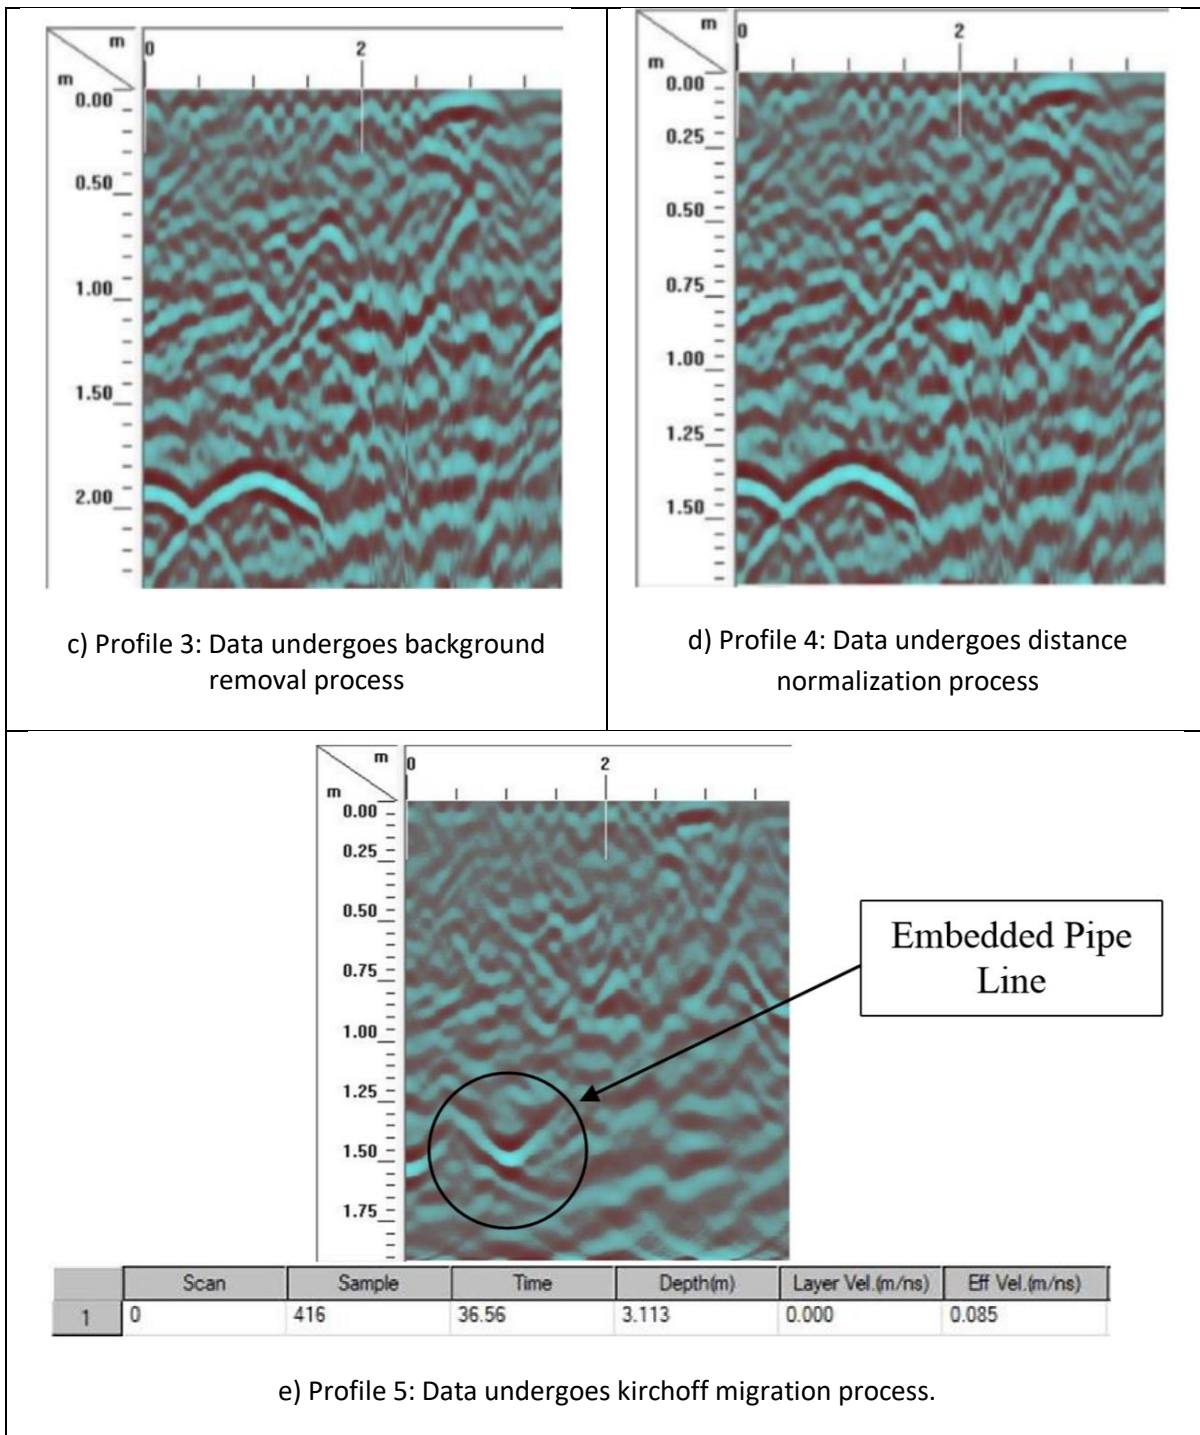 m 0 2
m
0.00
0.50
1.00
1.50
2.00
c) Profile 3: Data undergoes background
removal process
m 0 2
m
0.00
0.25
0.50
0.75
1.00
1.25
1.50
d) Profile 4: Data undergoes distance
normalization process
m 0 2
m
0.00
0.25
0.50
0.75
1.00
1.25
1.50
1.75
Embedded Pipe
Line
Scan Sample Time Depth(m) Layer Vel.(m/ns) Eff Vel.(m/ns)
1 0 416 36.56 3.113 0.000 0.085
e) Profile 5: Data undergoes kirchoff migration process.